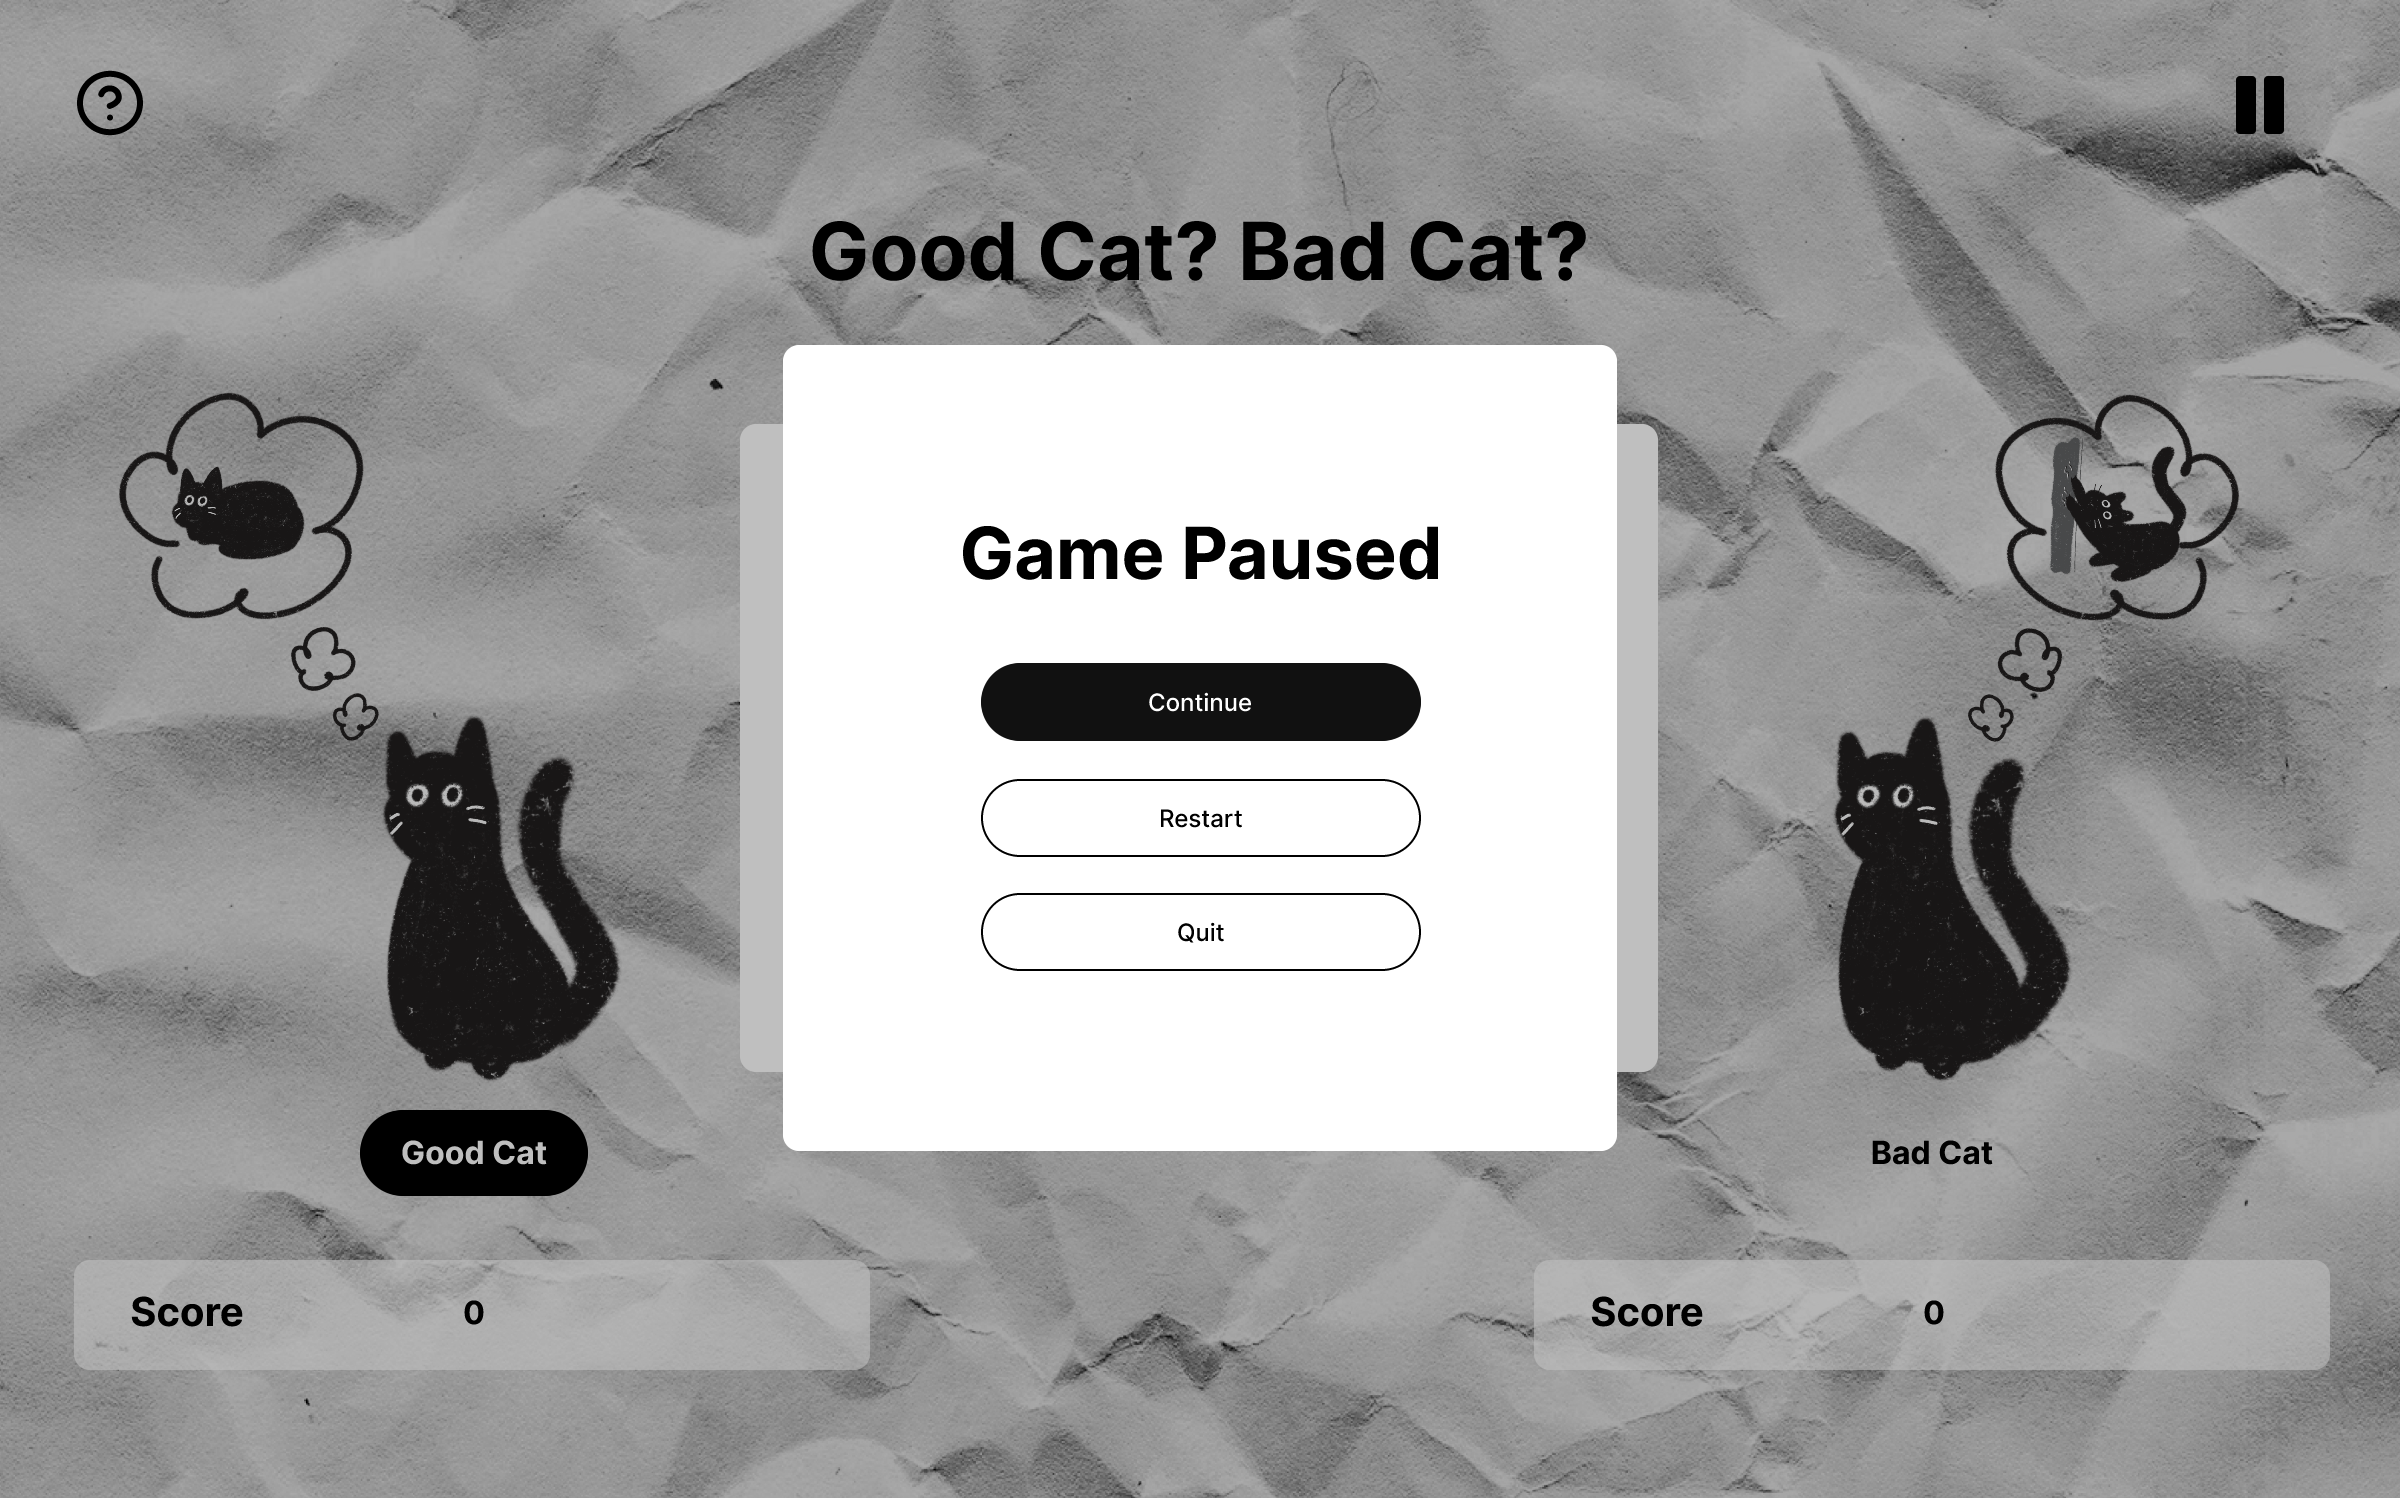 ?
Good Cat? Bad Cat?
Game Paused
Continue
Restart
Quit
Good Cat
Bad Cat
Score 0
Score 0